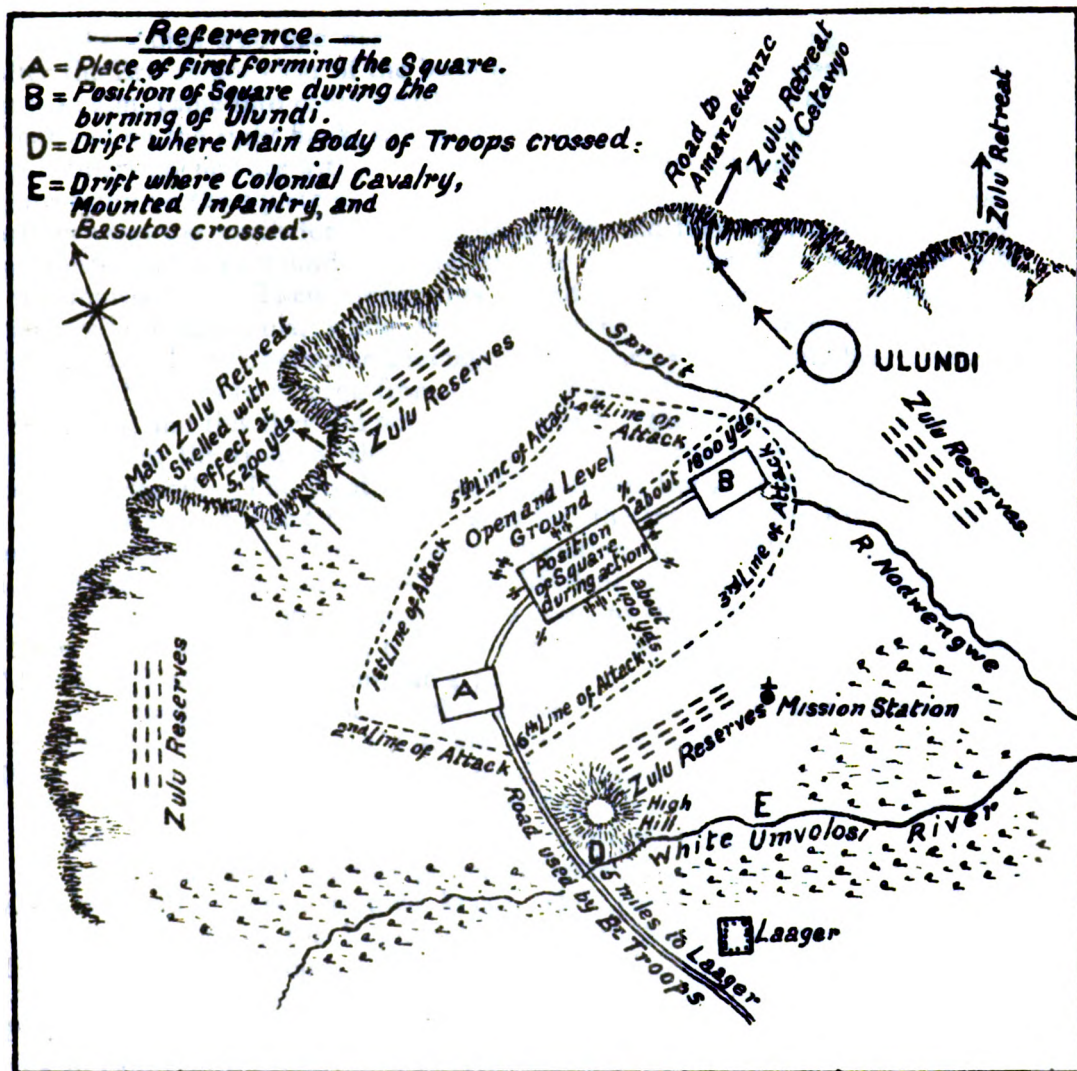 Reference.
A = Place of first forming the Square.
B = Position of Square during the
burning of Ulundi.
D = Drift where Main Body of Troops crossed:
E = Drift where Colonial Cavalry,
Mounted Infantry, and
Basutos crossed.
Road to
Amanzekanze
Zulu Retreat
with Cetawyo
Zulu Retreat
Main Zulu Retreat
Shelled with
effect at
5,200 yds
Zulu Reserves
Spruit
ULUNDI
Zulu Reserves.
5th Line of Attack
4th Line of
Attack
Open and Level
Ground
about 1800 yds
B
Position
of Square
during action
about
1100 yds
3rd Line of Attack
R. Nodwengwe
1st Line of Attack
A
2nd Line of Attack
6th Line of Attack
Zulu Reserves
Zulu Reserves
Mission Station
High
Hill
E
D
White Umvolosi River
Road used by Br. Troops
5 miles to Laager
Laager